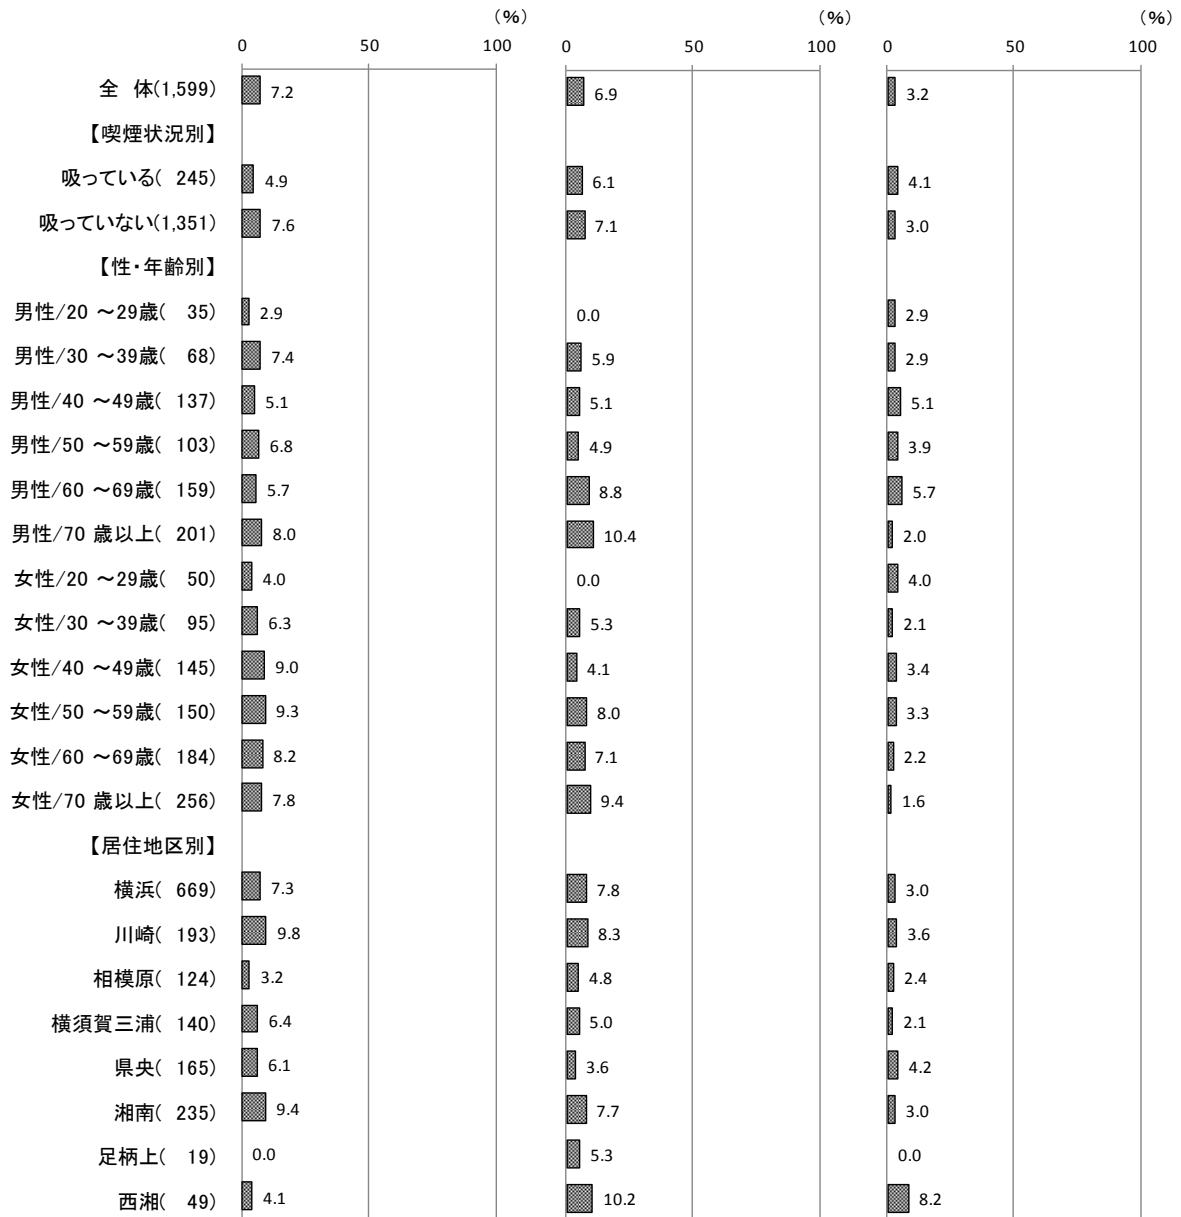 (%) (%) (%)
0 50 100 0 50 100 0 50 100
全 体(1,599) 7.2 6.9 3.2
【喫煙状況別】
吸っている( 245) 4.9 6.1 4.1
吸っていない(1,351) 7.6 7.1 3.0
【性・年齢別】
男性/20 ～29歳( 35) 2.9 0.0 2.9
男性/30 ～39歳( 68) 7.4 5.9 2.9
男性/40 ～49歳( 137) 5.1 5.1 5.1
男性/50 ～59歳( 103) 6.8 4.9 3.9
男性/60 ～69歳( 159) 5.7 8.8 5.7
男性/70 歳以上( 201) 8.0 10.4 2.0
女性/20 ～29歳( 50) 4.0 0.0 4.0
女性/30 ～39歳( 95) 6.3 5.3 2.1
女性/40 ～49歳( 145) 9.0 4.1 3.4
女性/50 ～59歳( 150) 9.3 8.0 3.3
女性/60 ～69歳( 184) 8.2 7.1 2.2
女性/70 歳以上( 256) 7.8 9.4 1.6
【居住地区別】
横浜( 669) 7.3 7.8 3.0
川崎( 193) 9.8 8.3 3.6
相模原( 124) 3.2 4.8 2.4
横須賀三浦( 140) 6.4 5.0 2.1
県央( 165) 6.1 3.6 4.2
湘南( 235) 9.4 7.7 3.0
足柄上( 19) 0.0 5.3 0.0
西湘( 49) 4.1 10.2 8.2